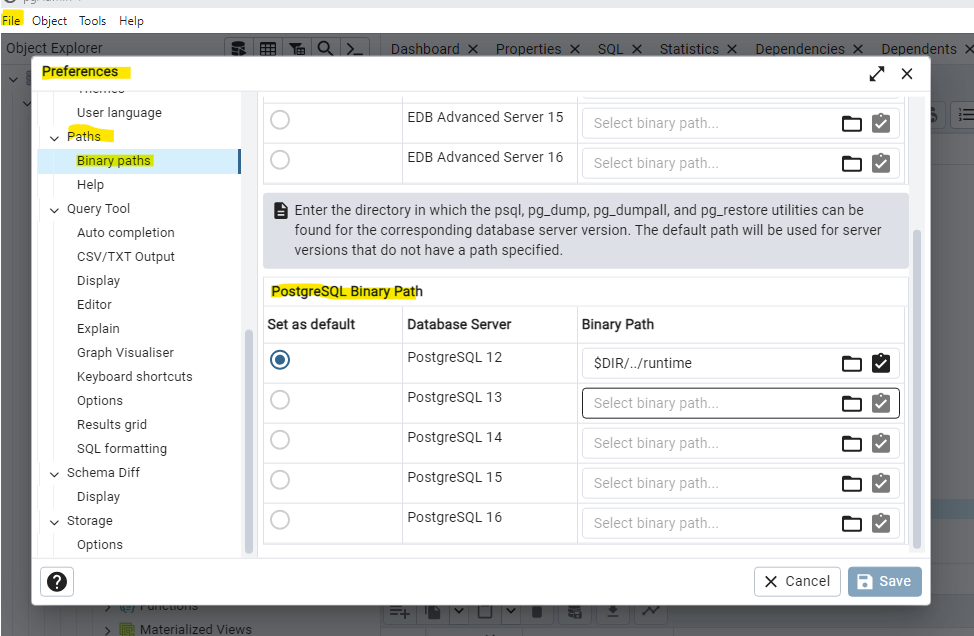 File Object Tools Help
Object Explorer
Dashboard Properties SQL Statistics Dependencies Dependents
Preferences
Themes
User language
Paths
Binary paths
Help
Query Tool
Auto completion
CSV/TXT Output
Display
Editor
Explain
Graph Visualiser
Keyboard shortcuts
Options
Results grid
SQL formatting
Schema Diff
Display
Storage
Options
EDB Advanced Server 15 Select binary path...
EDB Advanced Server 16 Select binary path...
Enter the directory in which the psql, pg_dump, pg_dumpall, and pg_restore utilities can be
found for the corresponding database server version. The default path will be used for server
versions that do not have a path specified.
PostgreSQL Binary Path
Set as default Database Server Binary Path
PostgreSQL 12 $DIR/../runtime
PostgreSQL 13 Select binary path...
PostgreSQL 14 Select binary path...
PostgreSQL 15 Select binary path...
PostgreSQL 16 Select binary path...
? Cancel Save
Functions
Materialized Views